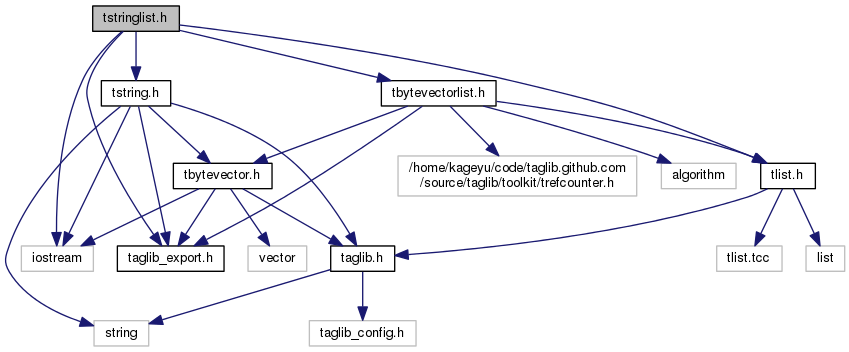 tstringlist.h
tstring.h
tbytevectorlist.h
tbytevector.h
/home/kageyu/code/taglib.github.com
/source/taglib/toolkit/trefcounter.h
algorithm
tlist.h
iostream
taglib_export.h
vector
taglib.h
tlist.tcc
list
string
taglib_config.h